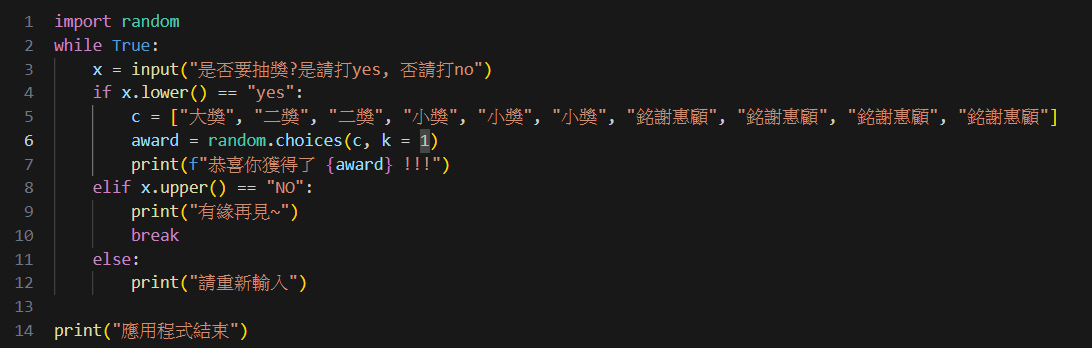 1 import random
2 while True:
3     x = input("是否要抽獎?是請打yes, 否請打no")
4     if x.lower() == "yes":
5         c = ["大獎", "二獎", "二獎", "小獎", "小獎", "小獎", "銘謝惠顧", "銘謝惠顧", "銘謝惠顧", "銘謝惠顧"]
6         award = random.choices(c, k = 1)
7         print(f"恭喜你獲得了 {award} !!!")
8     elif x.upper() == "NO":
9         print("有緣再見~")
10         break
11     else:
12         print("請重新輸入")
13
14 print("應用程式結束")